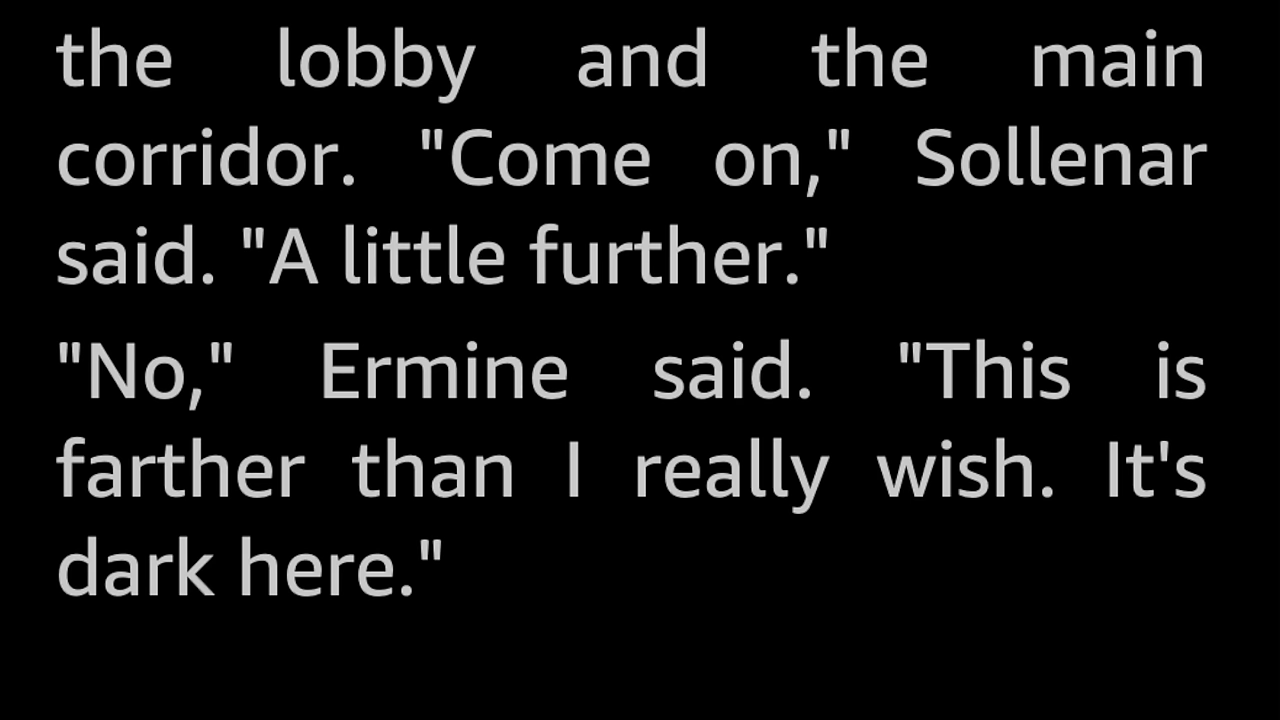 the lobby and the main
corridor. "Come on," Sollenar
said. "A little further."
"No," Ermine said. "This is
farther than I really wish. It's
dark here."